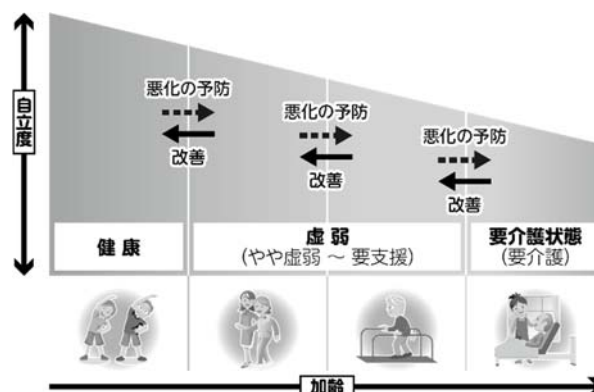 自立度
悪化の予防
改善
悪化の予防
改善
悪化の予防
改善
健康
虚弱
(やや虚弱 ～ 要支援)
要介護状態
(要介護)
加齢